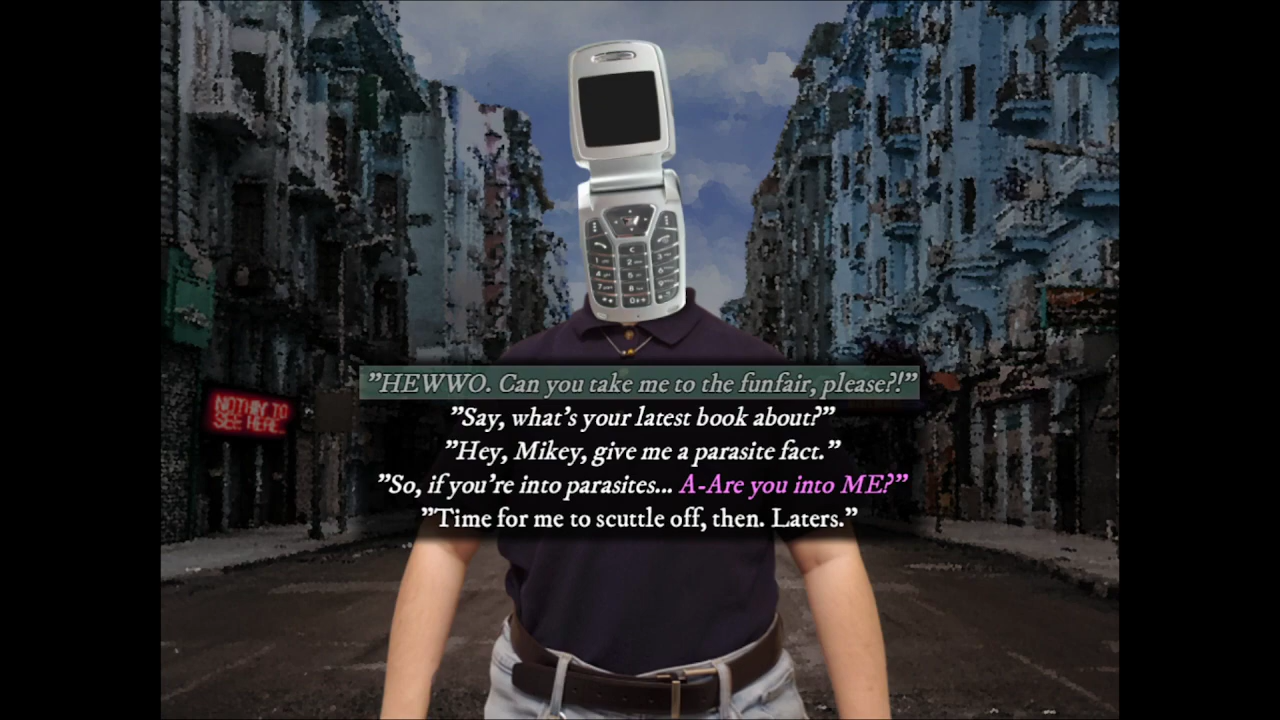 "HEWWO. Can you take me to the funfair, please?!"
"Say, what's your latest book about?"
"Hey, Mikey, give me a parasite fact."
"So, if you're into parasites... A-Are you into ME?"
"Time for me to scuttle off, then. Laters."
NOTHIN TO
SEE HERE..